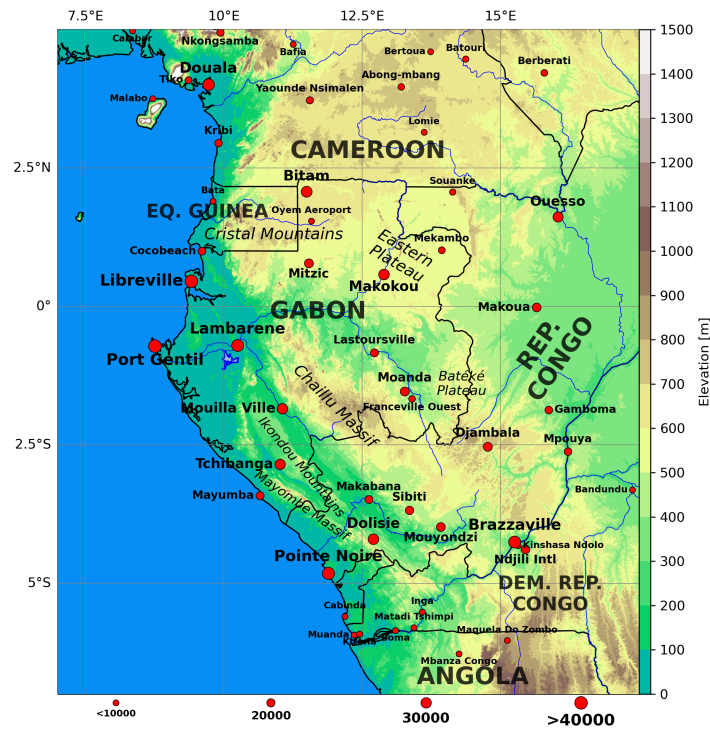 7.5°E 10°E 12.5°E 15°E
1500
Calabar
Nkongsamba
Bafia
Bertoua
Batour
Berberati
1400
Douala
Tiko
Abong-mbang
Yaounde Nsimalen
Malabo
1300
Lomie
Kribi
CAMEROON
1200
2.5°N
Bitam
Souanke
Bata
Ouesso
1100
EQ. GUINEA
Oyem Aeroport
Cristal Mountains
Eastern
Plateau
Mekambo
1000
Cocobeach
Mitzic
Makokou
Libreville
900
0°
GABON
Makoua
Lambarene
Lastoursville
REP.
CONGO
800
Port Gentil
Elevation [m]
Moanda
Batéké
Plateau
700
Chaillu Massif
Franceville Ouest
Mouilla Ville
Gamboma
Ikondou Mountains
Djambala
Mpouya
600
2.5°S
Tchibanga
Mayombe Massif
Makabana
Bandundu
500
Mayumba
Sibiti
Dolisie
Mouyondzi
Brazzaville
Kinshasa Ndolo
400
Pointe Noire
Ndjili Intl
300
5°S
DEM. REP.
CONGO
Cabinda
Inga
200
Matadi Tshimpi
Muanda
Kitona
Boma
Maquela Do Zombo
100
Mbanza Congo
ANGOLA
0
<10000 20000 30000 >40000